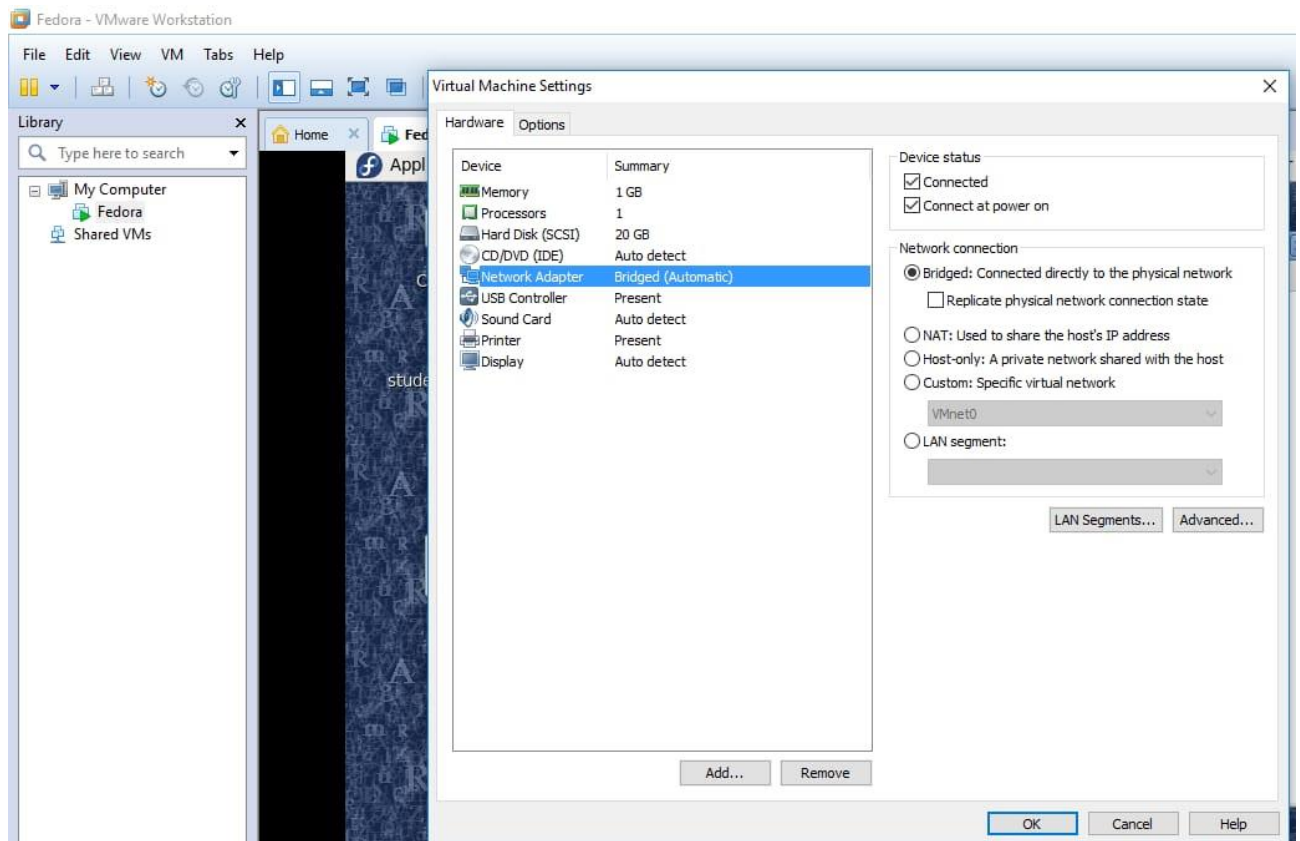 Fedora - VMware Workstation
File Edit View VM Tabs Help
Library
Type here to search
My Computer
Fedora
Shared VMs
Home
Fed
Appl
stude
Virtual Machine Settings
Hardware Options
Device Summary
Memory 1 GB
Processors 1
Hard Disk (SCSI) 20 GB
CD/DVD (IDE) Auto detect
Network Adapter Bridged (Automatic)
USB Controller Present
Sound Card Auto detect
Printer Present
Display Auto detect
Add... Remove
Device status
Connected
Connect at power on
Network connection
Bridged: Connected directly to the physical network
Replicate physical network connection state
NAT: Used to share the host's IP address
Host-only: A private network shared with the host
Custom: Specific virtual network
VMnet0
LAN segment:
LAN Segments... Advanced...
OK Cancel Help